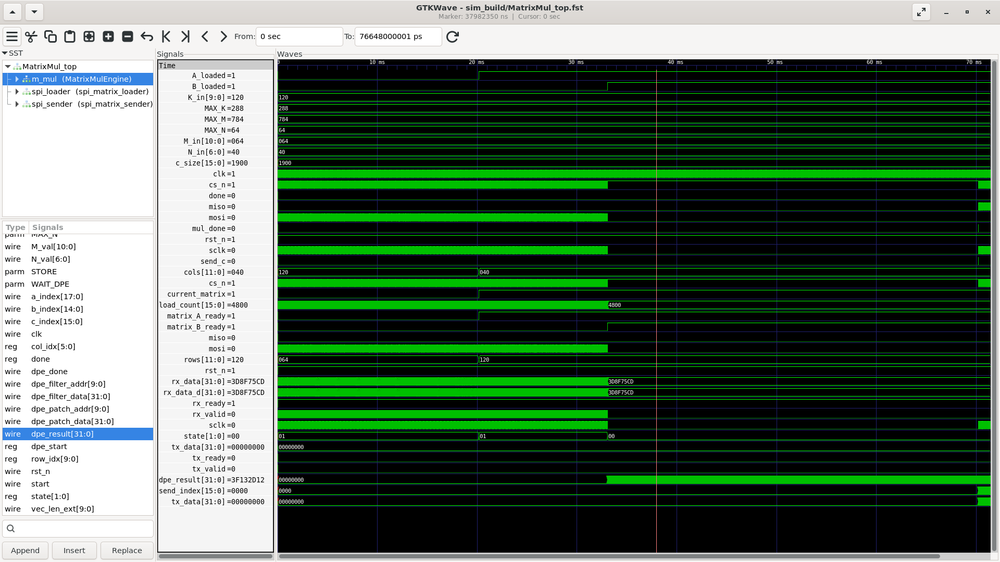 GTKWave - sim_build/MatrixMul_top.fst
Marker: 37982350 ns | Cursor: 0 sec
From: 0 sec To: 76648000001 ps
SST
MatrixMul_top
m_mul (MatrixMulEngine)
spi_loader (spi_matrix_loader)
spi_sender (spi_matrix_sender)
Type Signals
parm MAX_N
wire M_val[10:0]
wire N_val[6:0]
parm STORE
parm WAIT_DPE
wire a_index[17:0]
wire b_index[14:0]
wire c_index[15:0]
wire clk
reg col_idx[5:0]
reg done
wire dpe_done
wire dpe_filter_addr[9:0]
wire dpe_filter_data[31:0]
wire dpe_patch_addr[9:0]
wire dpe_patch_data[31:0]
wire dpe_result[31:0]
reg dpe_start
reg row_idx[9:0]
wire rst_n
wire start
reg state[1:0]
wire vec_len_ext[9:0]
Append Insert Replace
Signals
Time
A_loaded=1
B_loaded=1
K_in[9:0]=120
MAX_K=288
MAX_M=784
MAX_N=64
M_in[10:0]=064
N_in[6:0]=40
c_size[15:0]=1900
clk=1
cs_n=1
done=0
miso=0
mosi=0
mul_done=0
rst_n=1
sclk=0
send_c=0
cols[11:0]=040
cs_n=1
current_matrix=1
load_count[15:0]=4800
matrix_A_ready=1
matrix_B_ready=1
miso=0
mosi=0
rows[11:0]=120
rst_n=1
rx_data[31:0]=3D8F75CD
rx_data_d[31:0]=3D8F75CD
rx_ready=1
rx_valid=0
sclk=0
state[1:0]=00
tx_data[31:0]=00000000
tx_ready=0
tx_valid=0
dpe_result[31:0]=3F132D12
send_index[15:0]=0000
tx_data[31:0]=00000000
Waves
0 10 ms 20 ms 30 ms 40 ms 50 ms 60 ms 70 ms
120
288
784
64
064
40
1900
120 040
4800
064 120
3D8F75CD
3D8F75CD
01 01 00
00000000
00000000
0000
00000000